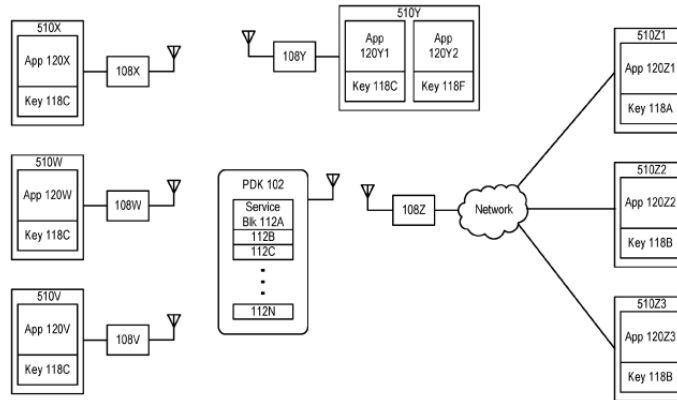 510X
App 120X
Key 118C
108X
108Y
510Y
App
120Y1
Key 118C
App
120Y2
Key 118F
510Z1
App 120Z1
Key 118A
510W
App 120W
Key 118C
108W
PDK 102
Service
Blk 112A
112B
112C
112N
108Z
Network
510Z2
App 120Z2
Key 118B
510V
App 120V
Key 118C
108V
510Z3
App 120Z3
Key 118B